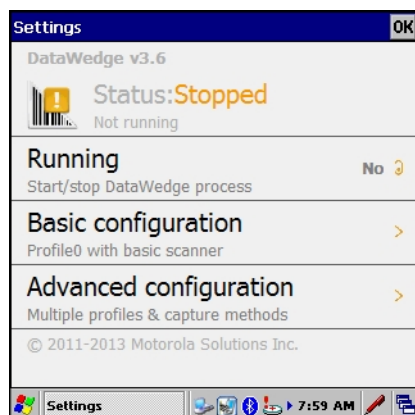 Settings
OK
DataWedge v3.6
Status:Stopped
Not running
Running
No
Start/stop DataWedge process
Basic configuration
Profile0 with basic scanner
Advanced configuration
Multiple profiles & capture methods
© 2011-2013 Motorola Solutions Inc.
Settings
7:59 AM